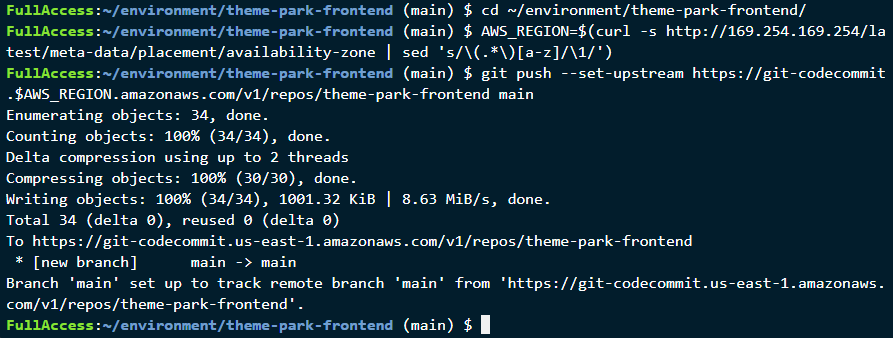 FullAccess:~/environment/theme-park-frontend (main) $ cd ~/environment/theme-park-frontend/
FullAccess:~/environment/theme-park-frontend (main) $ AWS_REGION=$(curl -s http://169.254.169.254/la
test/meta-data/placement/availability-zone | sed 's/\(.*\)[a-z]/\1/')
FullAccess:~/environment/theme-park-frontend (main) $ git push --set-upstream https://git-codecommit
.$AWS_REGION.amazonaws.com/v1/repos/theme-park-frontend main
Enumerating objects: 34, done.
Counting objects: 100% (34/34), done.
Delta compression using up to 2 threads
Compressing objects: 100% (30/30), done.
Writing objects: 100% (34/34), 1001.32 KiB | 8.63 MiB/s, done.
Total 34 (delta 0), reused 0 (delta 0)
To https://git-codecommit.us-east-1.amazonaws.com/v1/repos/theme-park-frontend
 * [new branch]      main -> main
Branch 'main' set up to track remote branch 'main' from 'https://git-codecommit.us-east-1.amazonaws.
com/v1/repos/theme-park-frontend'.
FullAccess:~/environment/theme-park-frontend (main) $